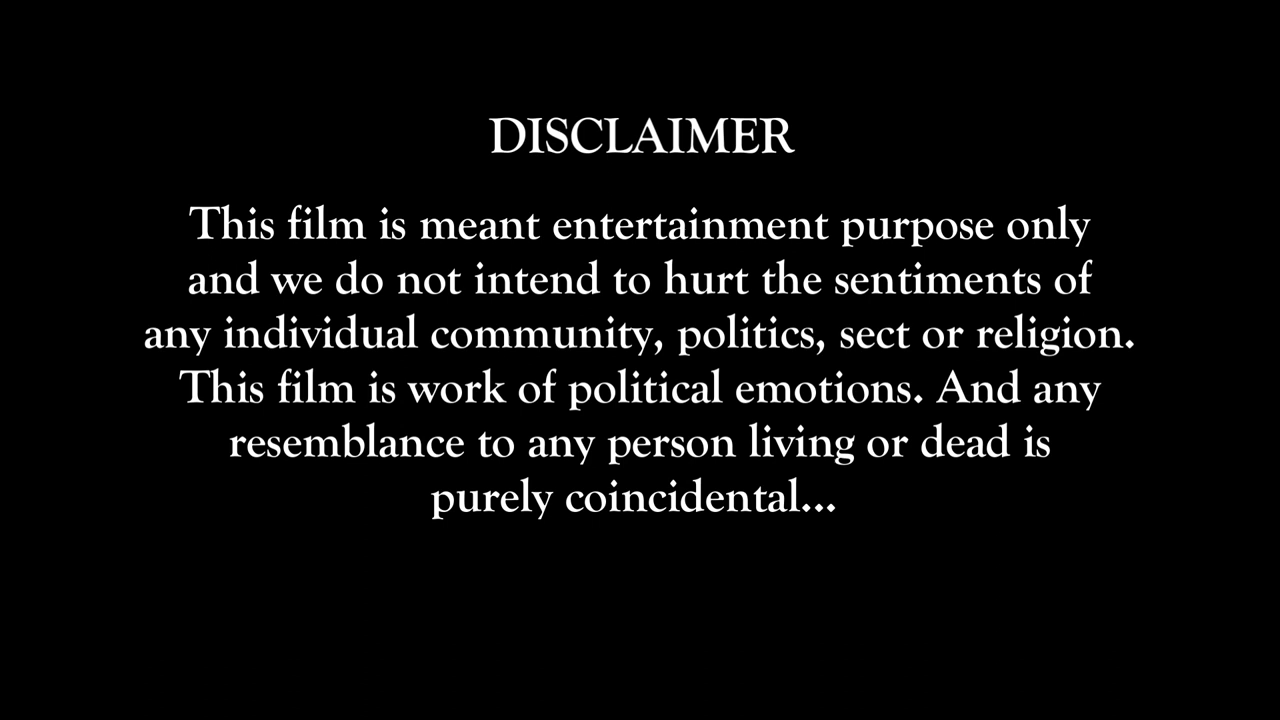 DISCLAIMER
This film is meant entertainment purpose only
and we do not intend to hurt the sentiments of
any individual community, politics, sect or religion.
This film is work of political emotions. And any
resemblance to any person living or dead is
purely coincidental...